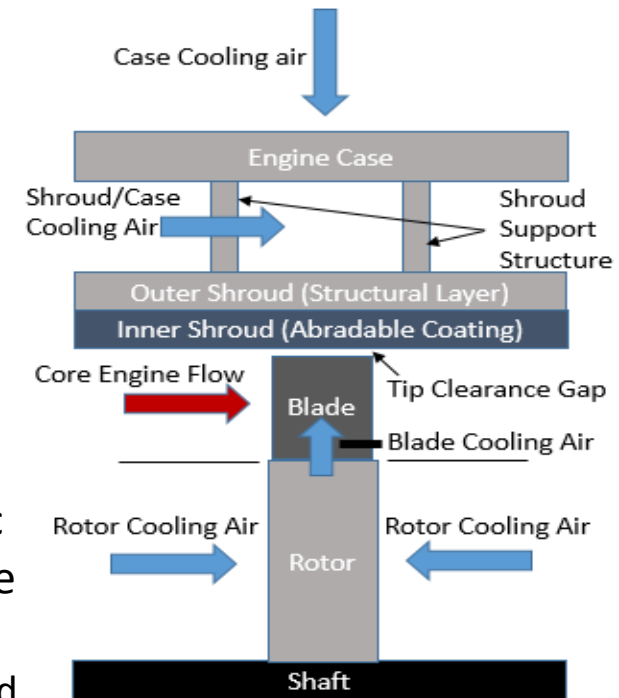 Case Cooling air
Engine Case
Shroud/Case
Cooling Air
Shroud
Support
Structure
Outer Shroud (Structural Layer)
Inner Shroud (Abradable Coating)
Core Engine Flow
Tip Clearance Gap
Blade
Blade Cooling Air
Rotor Cooling Air
Rotor Cooling Air
Rotor
Shaft